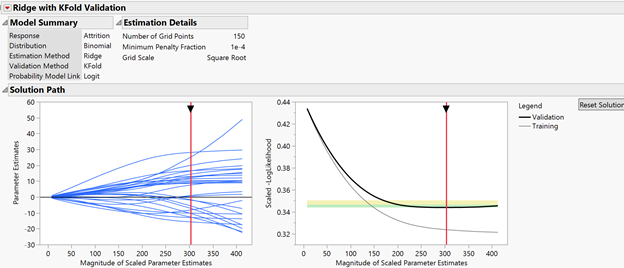 Ridge with KFold Validation
Model Summary
Response Attrition
Distribution Binomial
Estimation Method Ridge
Validation Method KFold
Probability Model Link Logit
Estimation Details
Number of Grid Points 150
Minimum Penalty Fraction 1e-4
Grid Scale Square Root
Solution Path
Parameter Estimates
60
50
40
30
20
10
0
-10
-20
-30
0 50 100 150 200 250 300 350 400
Magnitude of Scaled Parameter Estimates
Scaled -LogLikelihood
0.44
0.42
0.40
0.38
0.36
0.34
0.32
0 50 100 150 200 250 300 350 400
Magnitude of Scaled Parameter Estimates
Legend
Validation
Training
Reset Solution